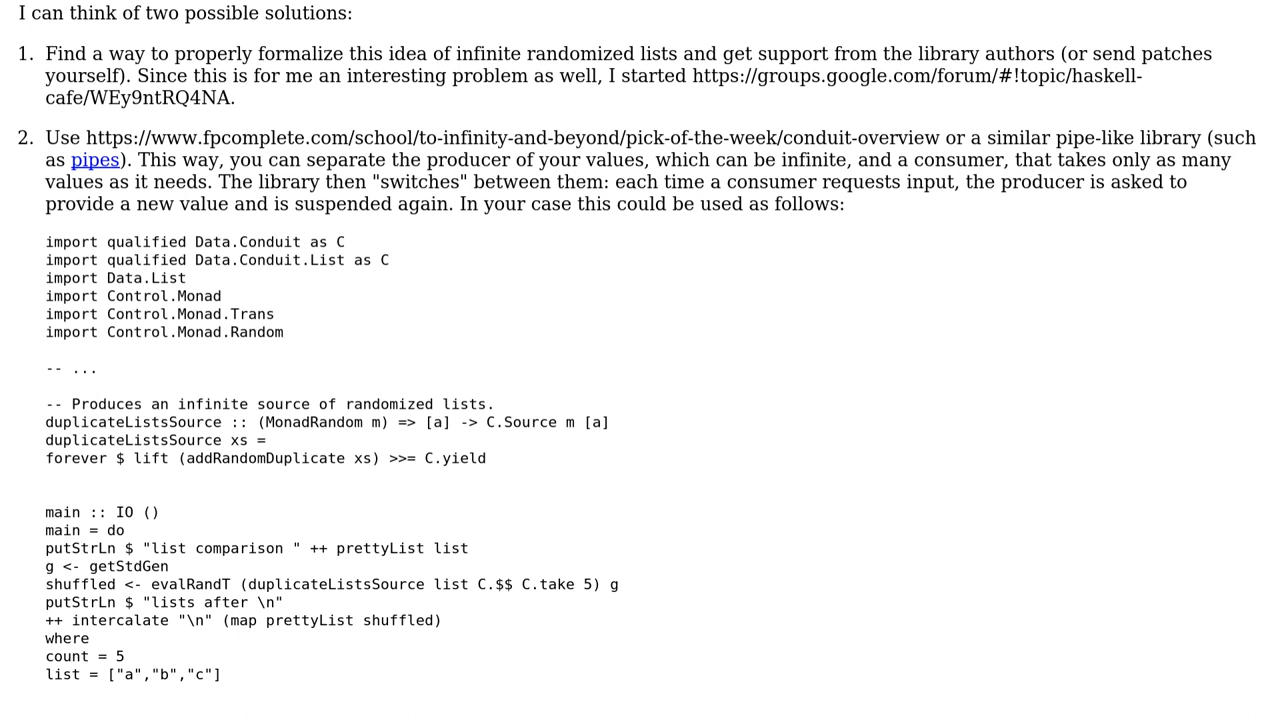 I can think of two possible solutions:
1. Find a way to properly formalize this idea of infinite randomized lists and get support from the library authors (or send patches
yourself). Since this is for me an interesting problem as well, I started https://groups.google.com/forum/#!topic/haskell-
cafe/WEy9ntRQ4NA.
2. Use https://www.fpcomplete.com/school/to-infinity-and-beyond/pick-of-the-week/conduit-overview or a similar pipe-like library (such
as pipes). This way, you can separate the producer of your values, which can be infinite, and a consumer, that takes only as many
values as it needs. The library then "switches" between them: each time a consumer requests input, the producer is asked to
provide a new value and is suspended again. In your case this could be used as follows:
import qualified Data.Conduit as C
import qualified Data.Conduit.List as C
import Data.List
import Control.Monad
import Control.Monad.Trans
import Control.Monad.Random
-- ...
-- Produces an infinite source of randomized lists.
duplicateListsSource :: (MonadRandom m) => [a] -> C.Source m [a]
duplicateListsSource xs =
forever $ lift (addRandomDuplicate xs) >>= C.yield
main :: IO ()
main = do
putStrLn $ "list comparison " ++ prettyList list
g <- getStdGen
shuffled <- evalRandT (duplicateListsSource list C.$$ C.take 5) g
putStrLn $ "lists after \n"
++ intercalate "\n" (map prettyList shuffled)
where
count = 5
list = ["a","b","c"]